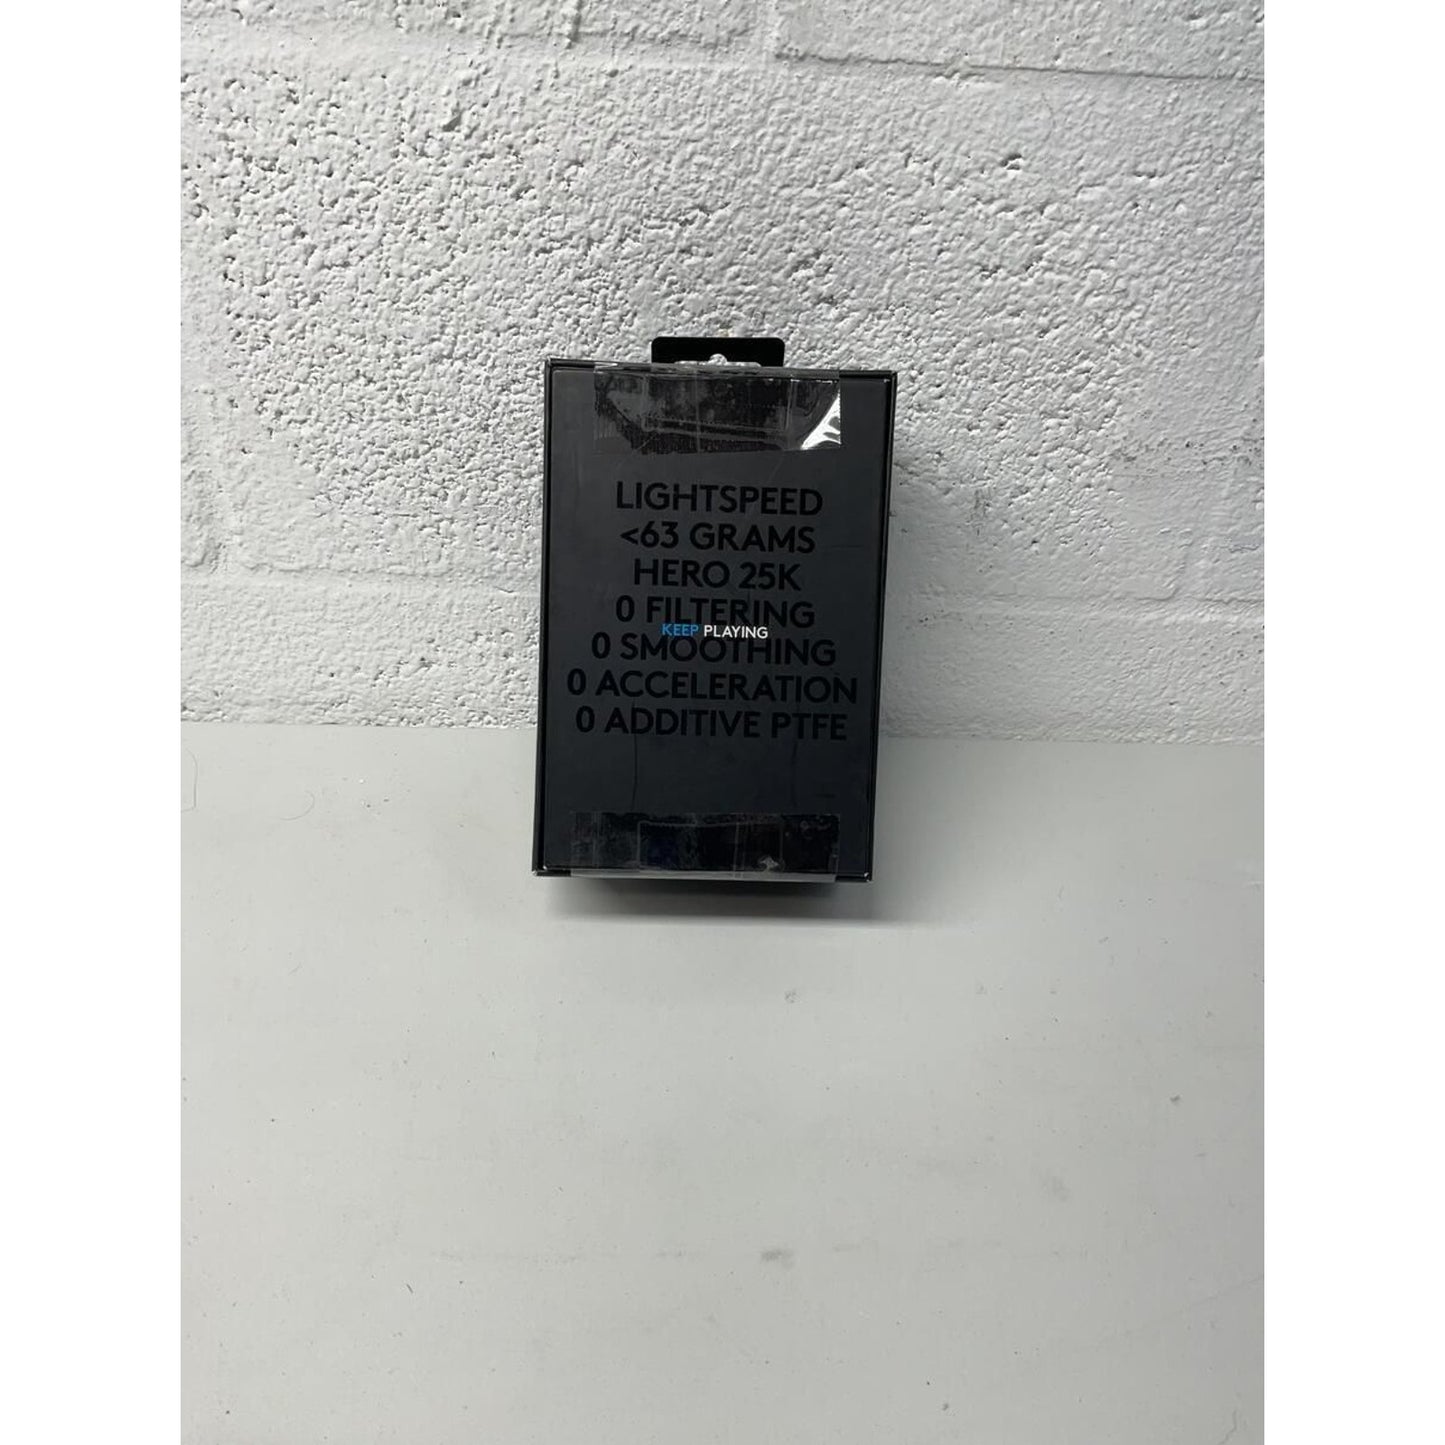 LIGHTSPEED
<63 GRAMS
HERO 25K
0 FILTERING
KEEP PLAYING
0 SMOOTHING
0 ACCELERATION
0 ADDITIVE PTFE